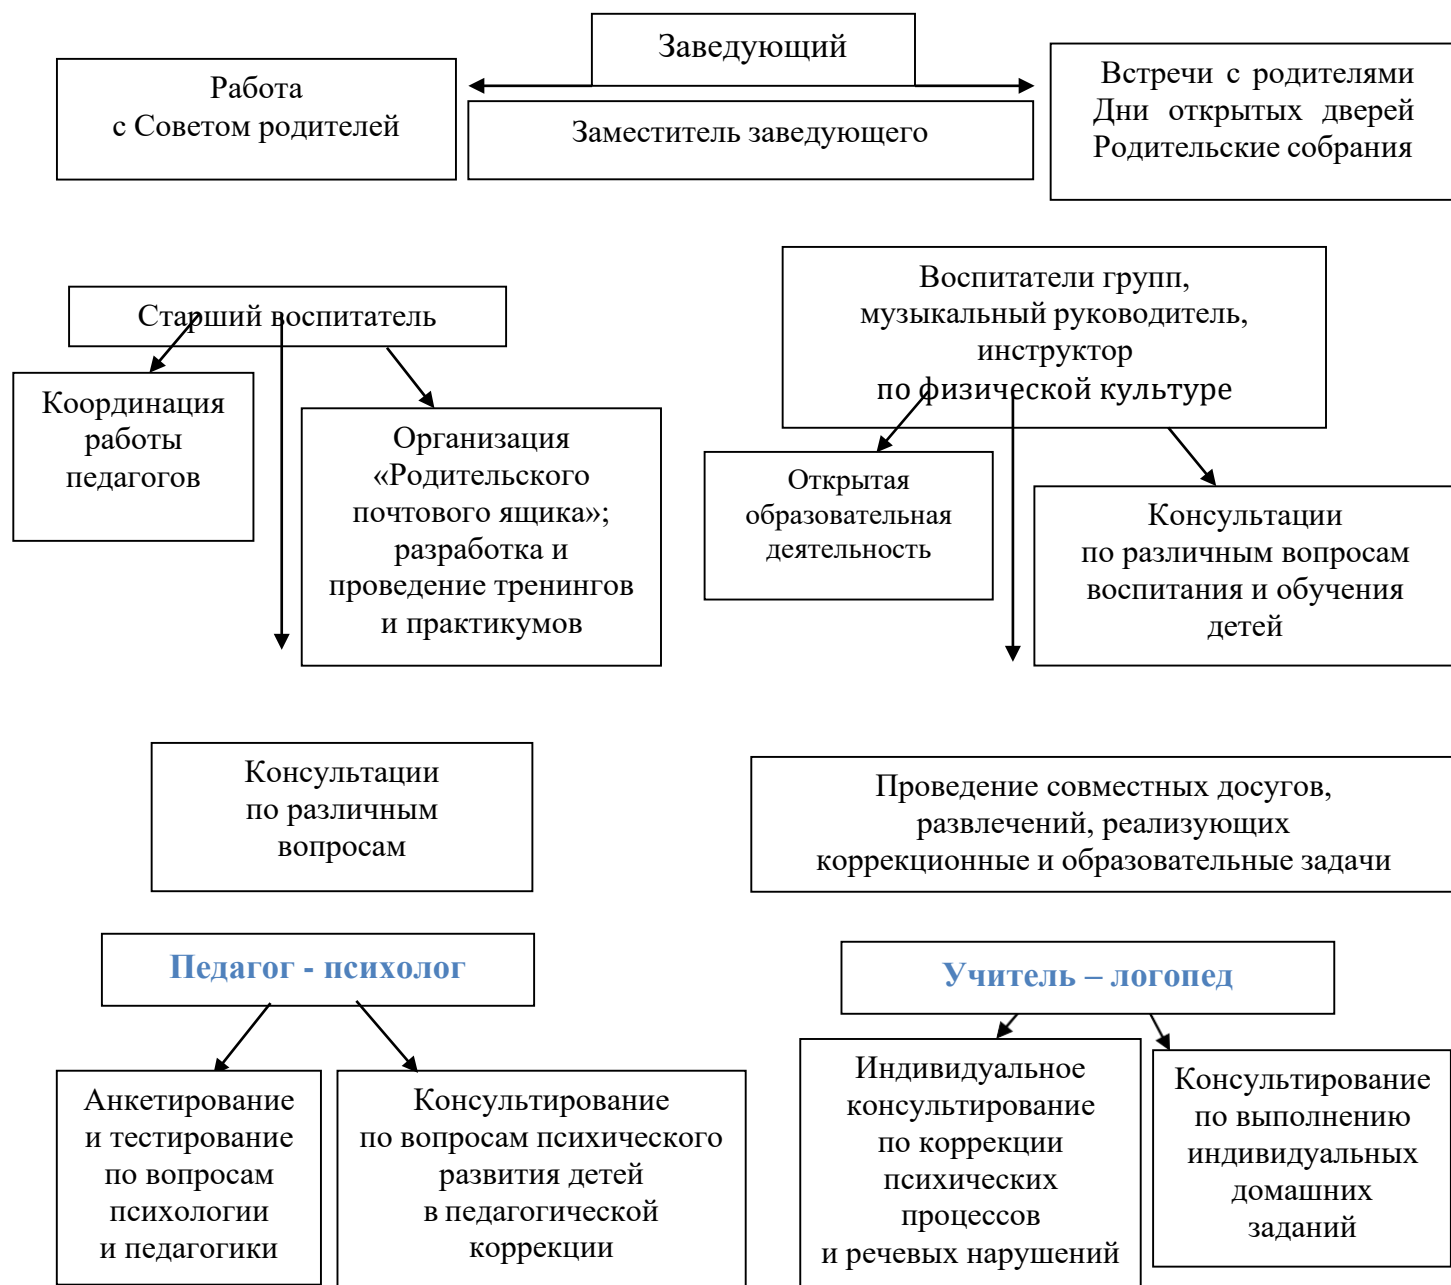 Заведующий
Работа
с Советом родителей
Заместитель заведующего
Встречи с родителями
Дни открытых дверей
Родительские собрания
Старший воспитатель
Воспитатели групп,
музыкальный руководитель,
инструктор
по физической культуре
Координация
работы
педагогов
Организация
«Родительского
почтового ящика»;
разработка и
проведение тренингов
и практикумов
Открытая
образовательная
деятельность
Консультации
по различным вопросам
воспитания и обучения
детей
Консультации
по различным
вопросам
Проведение совместных досугов,
развлечений, реализующих
коррекционные и образовательные задачи
Педагог - психолог
Учитель – логопед
Анкетирование
и тестирование
по вопросам
психологии
и педагогики
Консультирование
по вопросам психического
развития детей
в педагогической
коррекции
Индивидуальное
консультирование
по коррекции
психических
процессов
и речевых нарушений
Консультирование
по выполнению
индивидуальных
домашних
заданий